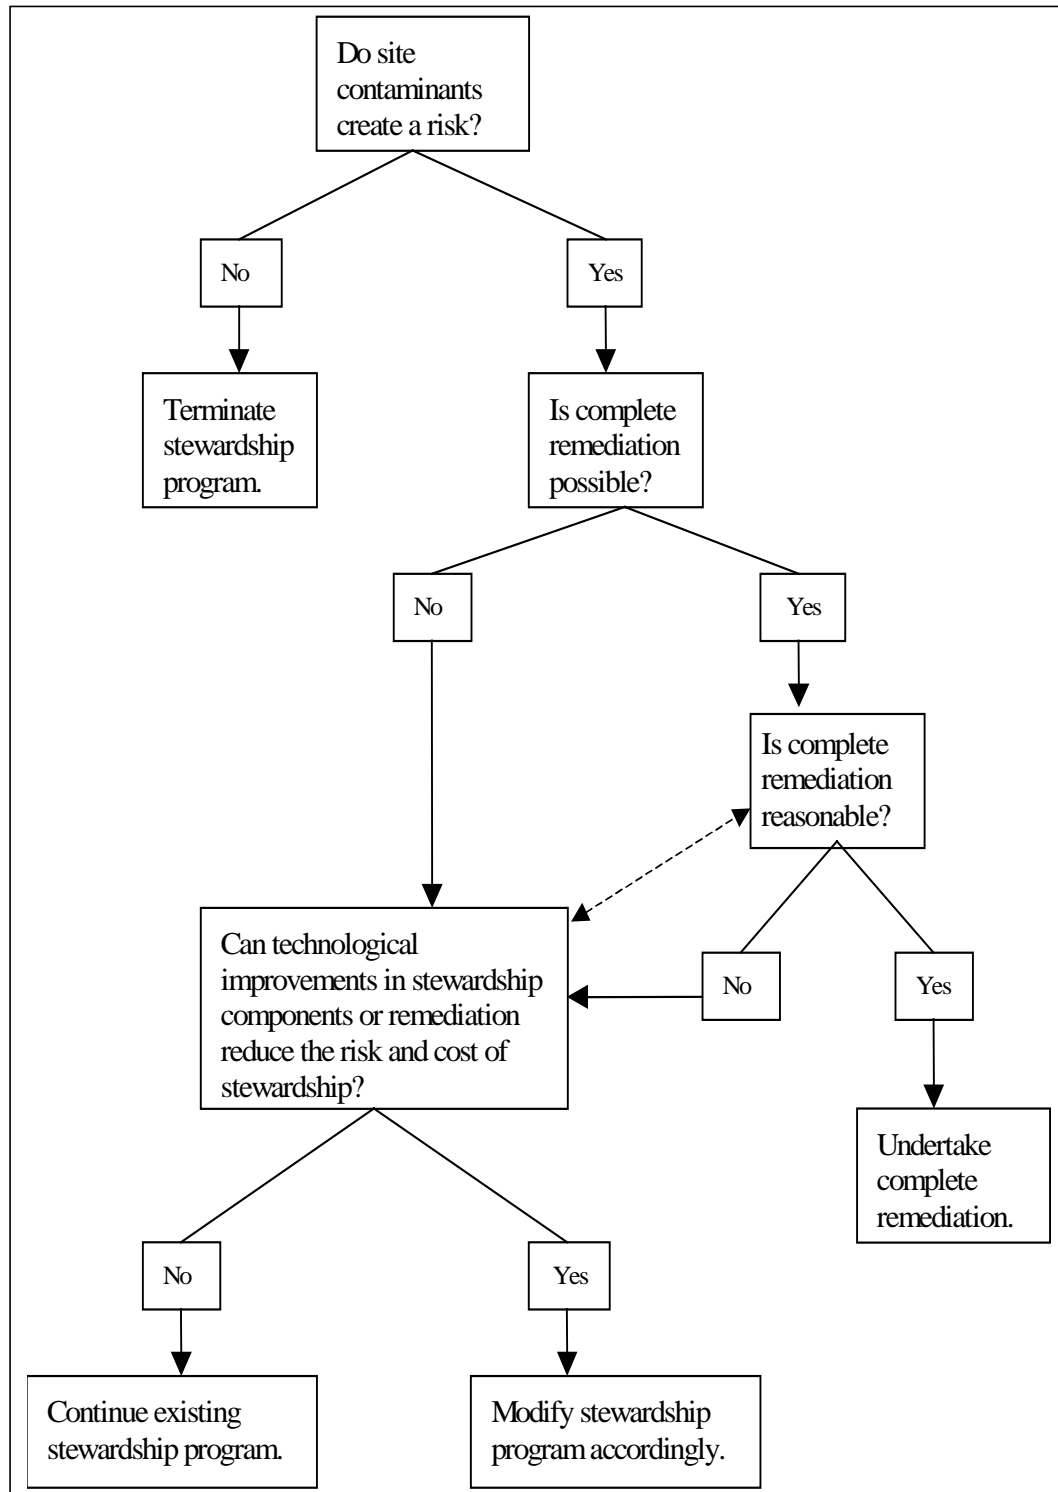 Do site
contaminants
create a risk?
No
Yes
Terminate
stewardship
program.
Is complete
remediation
possible?
No
Yes
Is complete
remediation
reasonable?
Can technological
improvements in stewardship
components or remediation
reduce the risk and cost of
stewardship?
No
Yes
Undertake
complete
remediation.
No
Yes
Continue existing
stewardship program.
Modify stewardship
program accordingly.